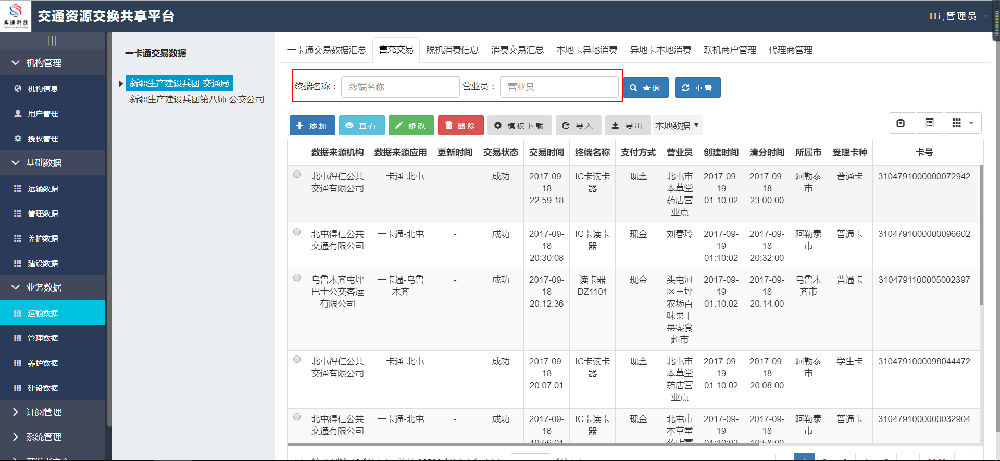 兵通科技
交通资源交换共享平台
Hi,管理员
机构管理
机构信息
用户管理
授权管理
基础数据
运输数据
管理数据
养护数据
建设数据
业务数据
运输数据
管理数据
养护数据
建设数据
订阅管理
系统管理
一卡通交易数据
新疆生产建设兵团-交通局
新疆生产建设兵团第八师-公交公司
一卡通交易数据汇总 售充交易 脱机消费信息 消费交易汇总 本地卡异地消费 异地卡本地消费 联机商户管理 代理商管理
终端名称： 终端名称 营业员： 营业员 查询 重置
添加 查看 修改 删除 模板下载 导入 导出 本地数据
数据来源机构 数据来源应用 更新时间 交易状态 交易时间 终端名称 支付方式 营业员 创建时间 清分时间 所属市 受理卡种 卡号
北屯得仁公共 一卡通-北屯 - 成功 2017-09- IC卡读卡 现金 北屯市 2017-09- 2017-09- 阿勒泰 普通卡 3104791000000072942
交通有限公司 18 器 本草堂 19 18 市
22:59:18 药店营 01:10:02 23:00:00
业点
北屯得仁公共 一卡通-北屯 - 成功 2017-09- IC卡读卡 现金 刘春玲 2017-09- 2017-09- 阿勒泰 普通卡 3104791000000096602
交通有限公司 18 器 19 18 市
20:30:08 01:10:02 20:32:00
乌鲁木齐屯坪 一卡通-乌鲁 - 成功 2017-09- 读卡器 现金 头屯河 2017-09- 2017-09- 乌鲁木 普通卡 3104791100005002397
巴士公交客运 木齐 18 DZ1101 区三坪 19 18 齐市
有限公司 20:12:36 农场百 01:10:02 20:14:00
味果干
果零食
超市
北屯得仁公共 一卡通-北屯 - 成功 2017-09- IC卡读卡 现金 北屯市 2017-09- 2017-09- 阿勒泰 学生卡 3104791000098044472
交通有限公司 18 器 本草堂 19 18 市
20:07:01 药店营 01:10:02 20:08:00
业点
北屯得仁公共 一卡通-北屯 - 成功 2017-09- IC卡读卡 现金 北屯市 2017-09- 2017-09- 阿勒泰 普通卡 3104791000000032904
交通有限公司 18 器 本草堂 19 18 市
19:56:01 药店营 01:10:02 19:58:00